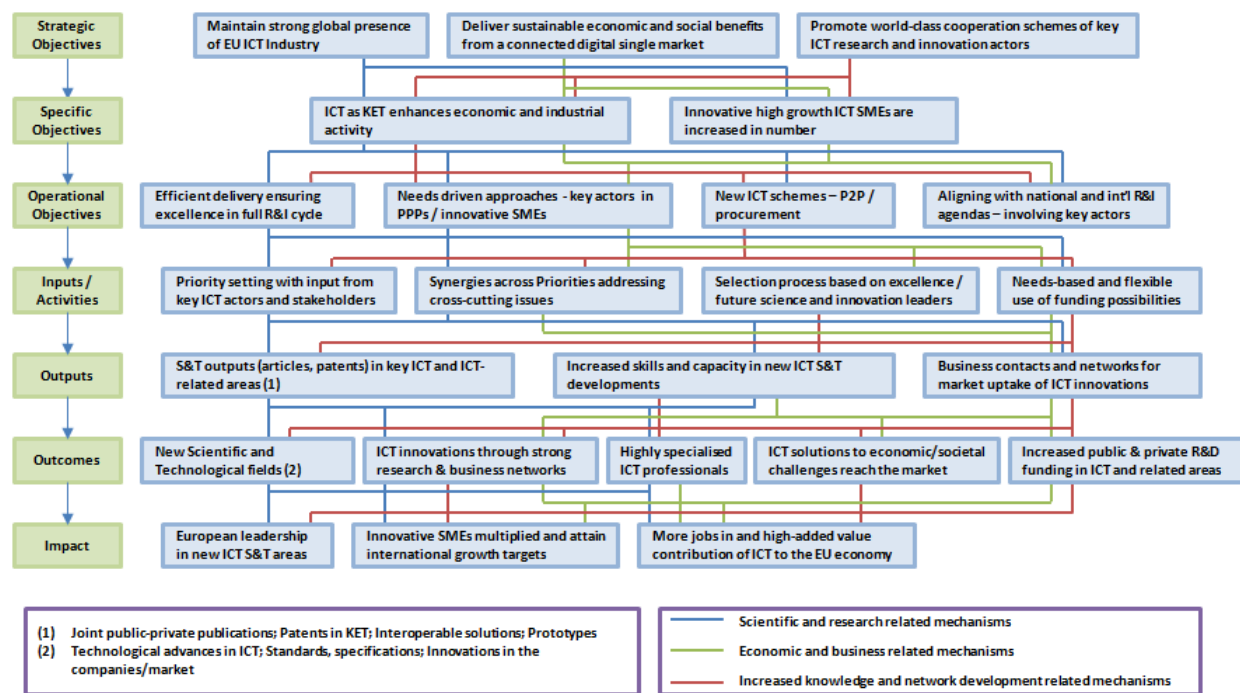 Strategic
Objectives
Maintain strong global presence
of EU ICT Industry
Deliver sustainable economic and social benefits
from a connected digital single market
Promote world-class cooperation schemes of key
ICT research and innovation actors
Specific
Objectives
ICT as KET enhances economic and industrial
activity
Innovative high growth ICT SMEs are
increased in number
Operational
Objectives
Efficient delivery ensuring
excellence in full R&I cycle
Needs driven approaches - key actors in
PPPs / innovative SMEs
New ICT schemes – P2P /
procurement
Aligning with national and int'l R&I
agendas – involving key actors
Inputs /
Activities
Priority setting with input from
key ICT actors and stakeholders
Synergies across Priorities addressing
cross-cutting issues
Selection process based on excellence /
future science and innovation leaders
Needs-based and flexible
use of funding possibilities
Outputs
S&T outputs (articles, patents) in key ICT and ICT-
related areas (1)
Increased skills and capacity in new ICT S&T
developments
Business contacts and networks for
market uptake of ICT innovations
Outcomes
New Scientific and
Technological fields (2)
ICT innovations through strong
research & business networks
Highly specialised
ICT professionals
ICT solutions to economic/societal
challenges reach the market
Increased public & private R&D
funding in ICT and related areas
Impact
European leadership
in new ICT S&T areas
Innovative SMEs multiplied and attain
international growth targets
More jobs in and high-added value
contribution of ICT to the EU economy
(1) Joint public-private publications; Patents in KET; Interoperable solutions; Prototypes
(2) Technological advances in ICT; Standards, specifications; Innovations in the
companies/market
Scientific and research related mechanisms
Economic and business related mechanisms
Increased knowledge and network development related mechanisms